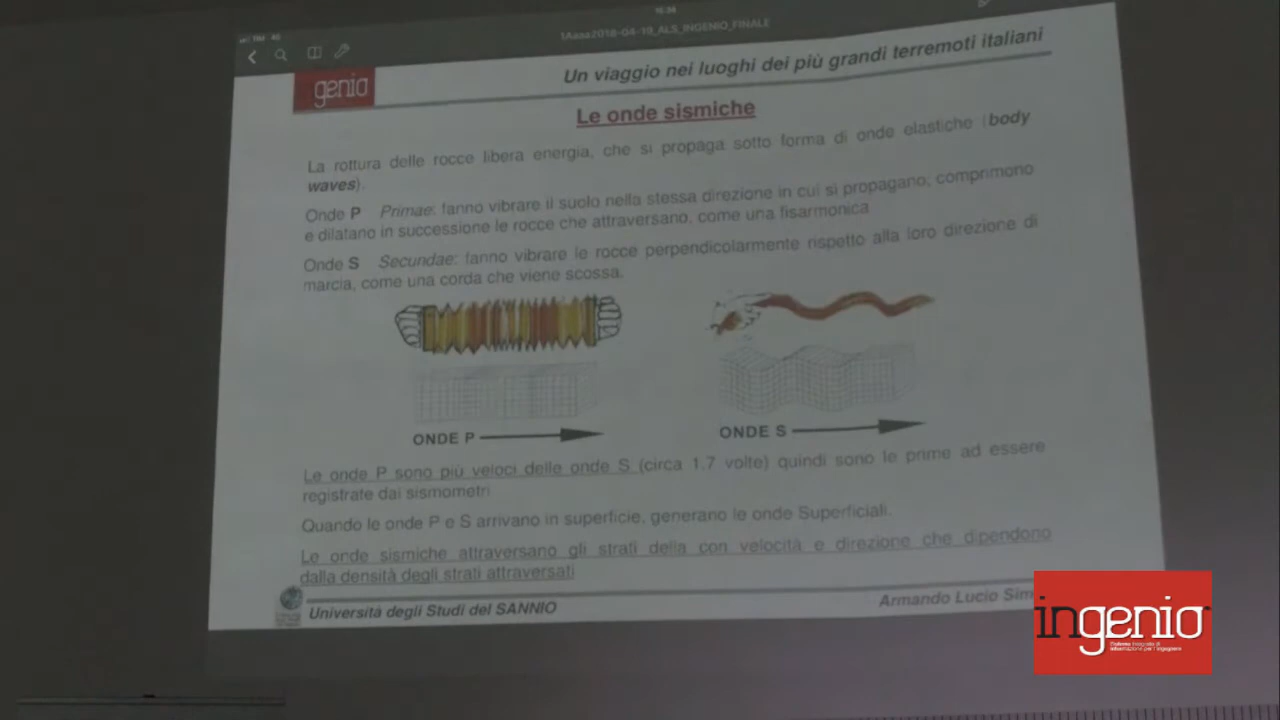 1Aasa2018-04-19_ALS_INGENIO_FINALE
genio
Un viaggio nei luoghi dei più grandi terremoti italiani
Le onde sismiche
La rottura delle rocce libera energia, che si propaga sotto forma di onde elastiche (body
waves).
Onde P Primae: fanno vibrare il suolo nella stessa direzione in cui si propagano; comprimono
e dilatano in successione le rocce che attraversano, come una fisarmonica
Onde S Secundae: fanno vibrare le rocce perpendicolarmente rispetto alla loro direzione di
marcia, come una corda che viene scossa.
ONDE P
ONDE S
Le onde P sono più veloci delle onde S (circa 1.7 volte) quindi sono le prime ad essere
registrate dai sismometri
Quando le onde P e S arrivano in superficie, generano le onde Superficiali.
Le onde sismiche attraversano gli strati della con velocità e direzione che dipendono
dalla densità degli strati attraversati
Università degli Studi del SANNIO
Armando Lucio Sim
ingenio